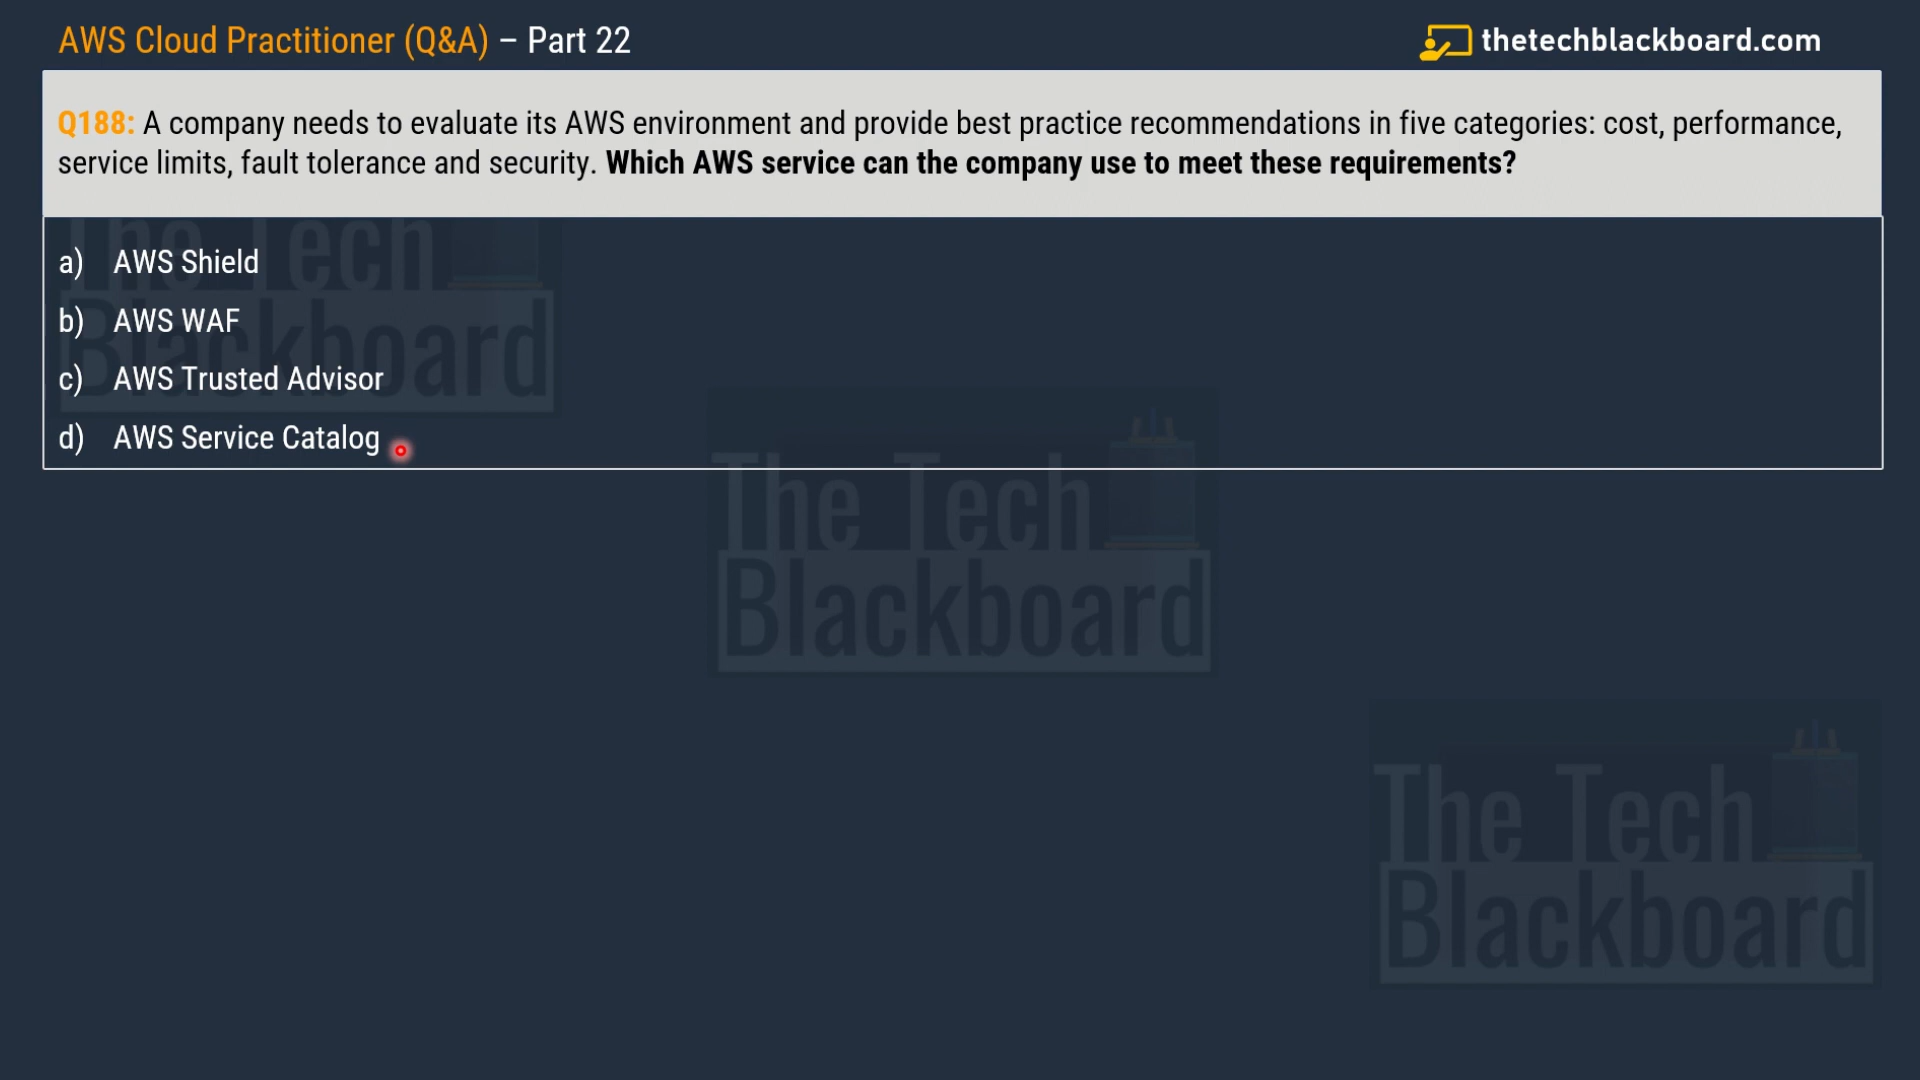 AWS Cloud Practitioner (Q&A) – Part 22
thetechblackboard.com
Q188: A company needs to evaluate its AWS environment and provide best practice recommendations in five categories: cost, performance,
service limits, fault tolerance and security. Which AWS service can the company use to meet these requirements?
a) AWS Shield
b) AWS WAF
c) AWS Trusted Advisor
d) AWS Service Catalog
The Tech
Blackboard
The Tech
Blackboard
The Tech
Blackboard